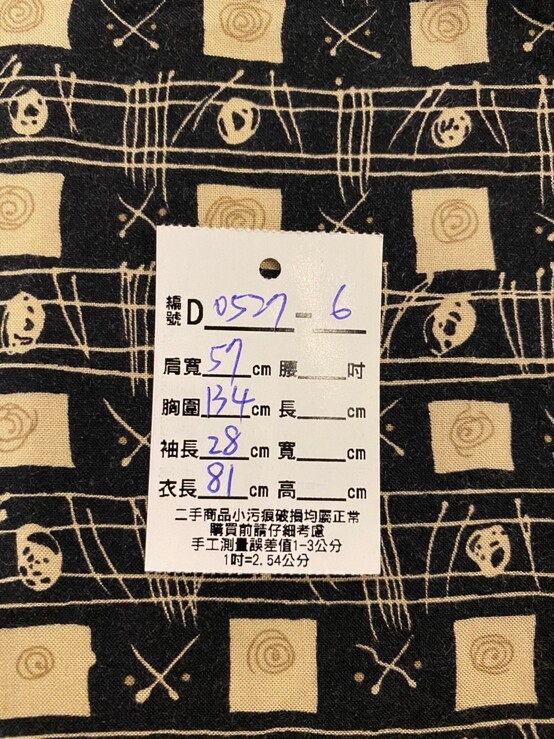 編號 D 0527-6
肩寬 57 cm 腰 吋
胸圍 134 cm 長 cm
袖長 28 cm 寬 cm
衣長 81 cm 高 cm
二手商品小污痕破損均屬正常
購買前請仔細考慮
手工測量誤差值1-3公分
1吋=2.54公分